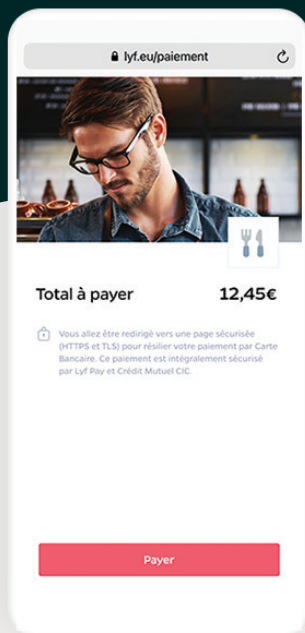 lyf.eu/paiement
Total à payer 12,45€
Vous allez être redirigé vers une page sécurisée
(HTTPS et TLS) pour résilier votre paiement par Carte
Bancaire. Ce paiement est intégralement sécurisé
par Lyf Pay et Crédit Mutuel CIC.
Payer